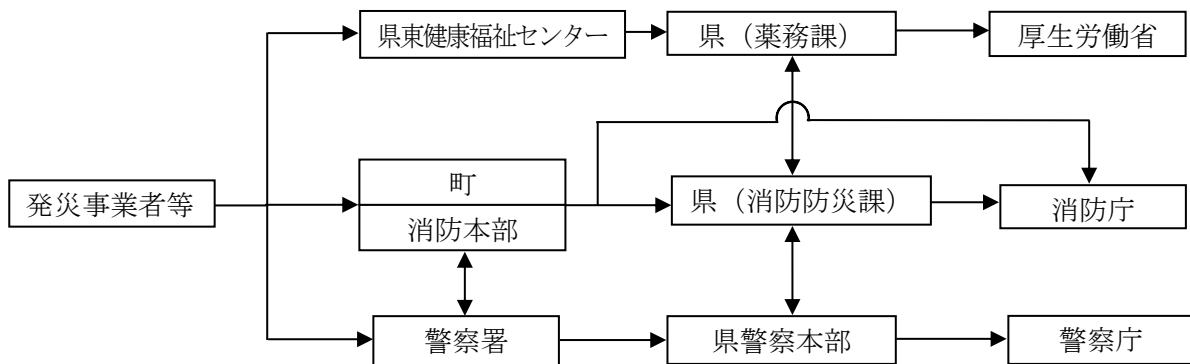 県東健康福祉センター
県（薬務課）
厚生労働省
発災事業者等
町
消防本部
県（消防防災課）
消防庁
警察署
県警察本部
警察庁